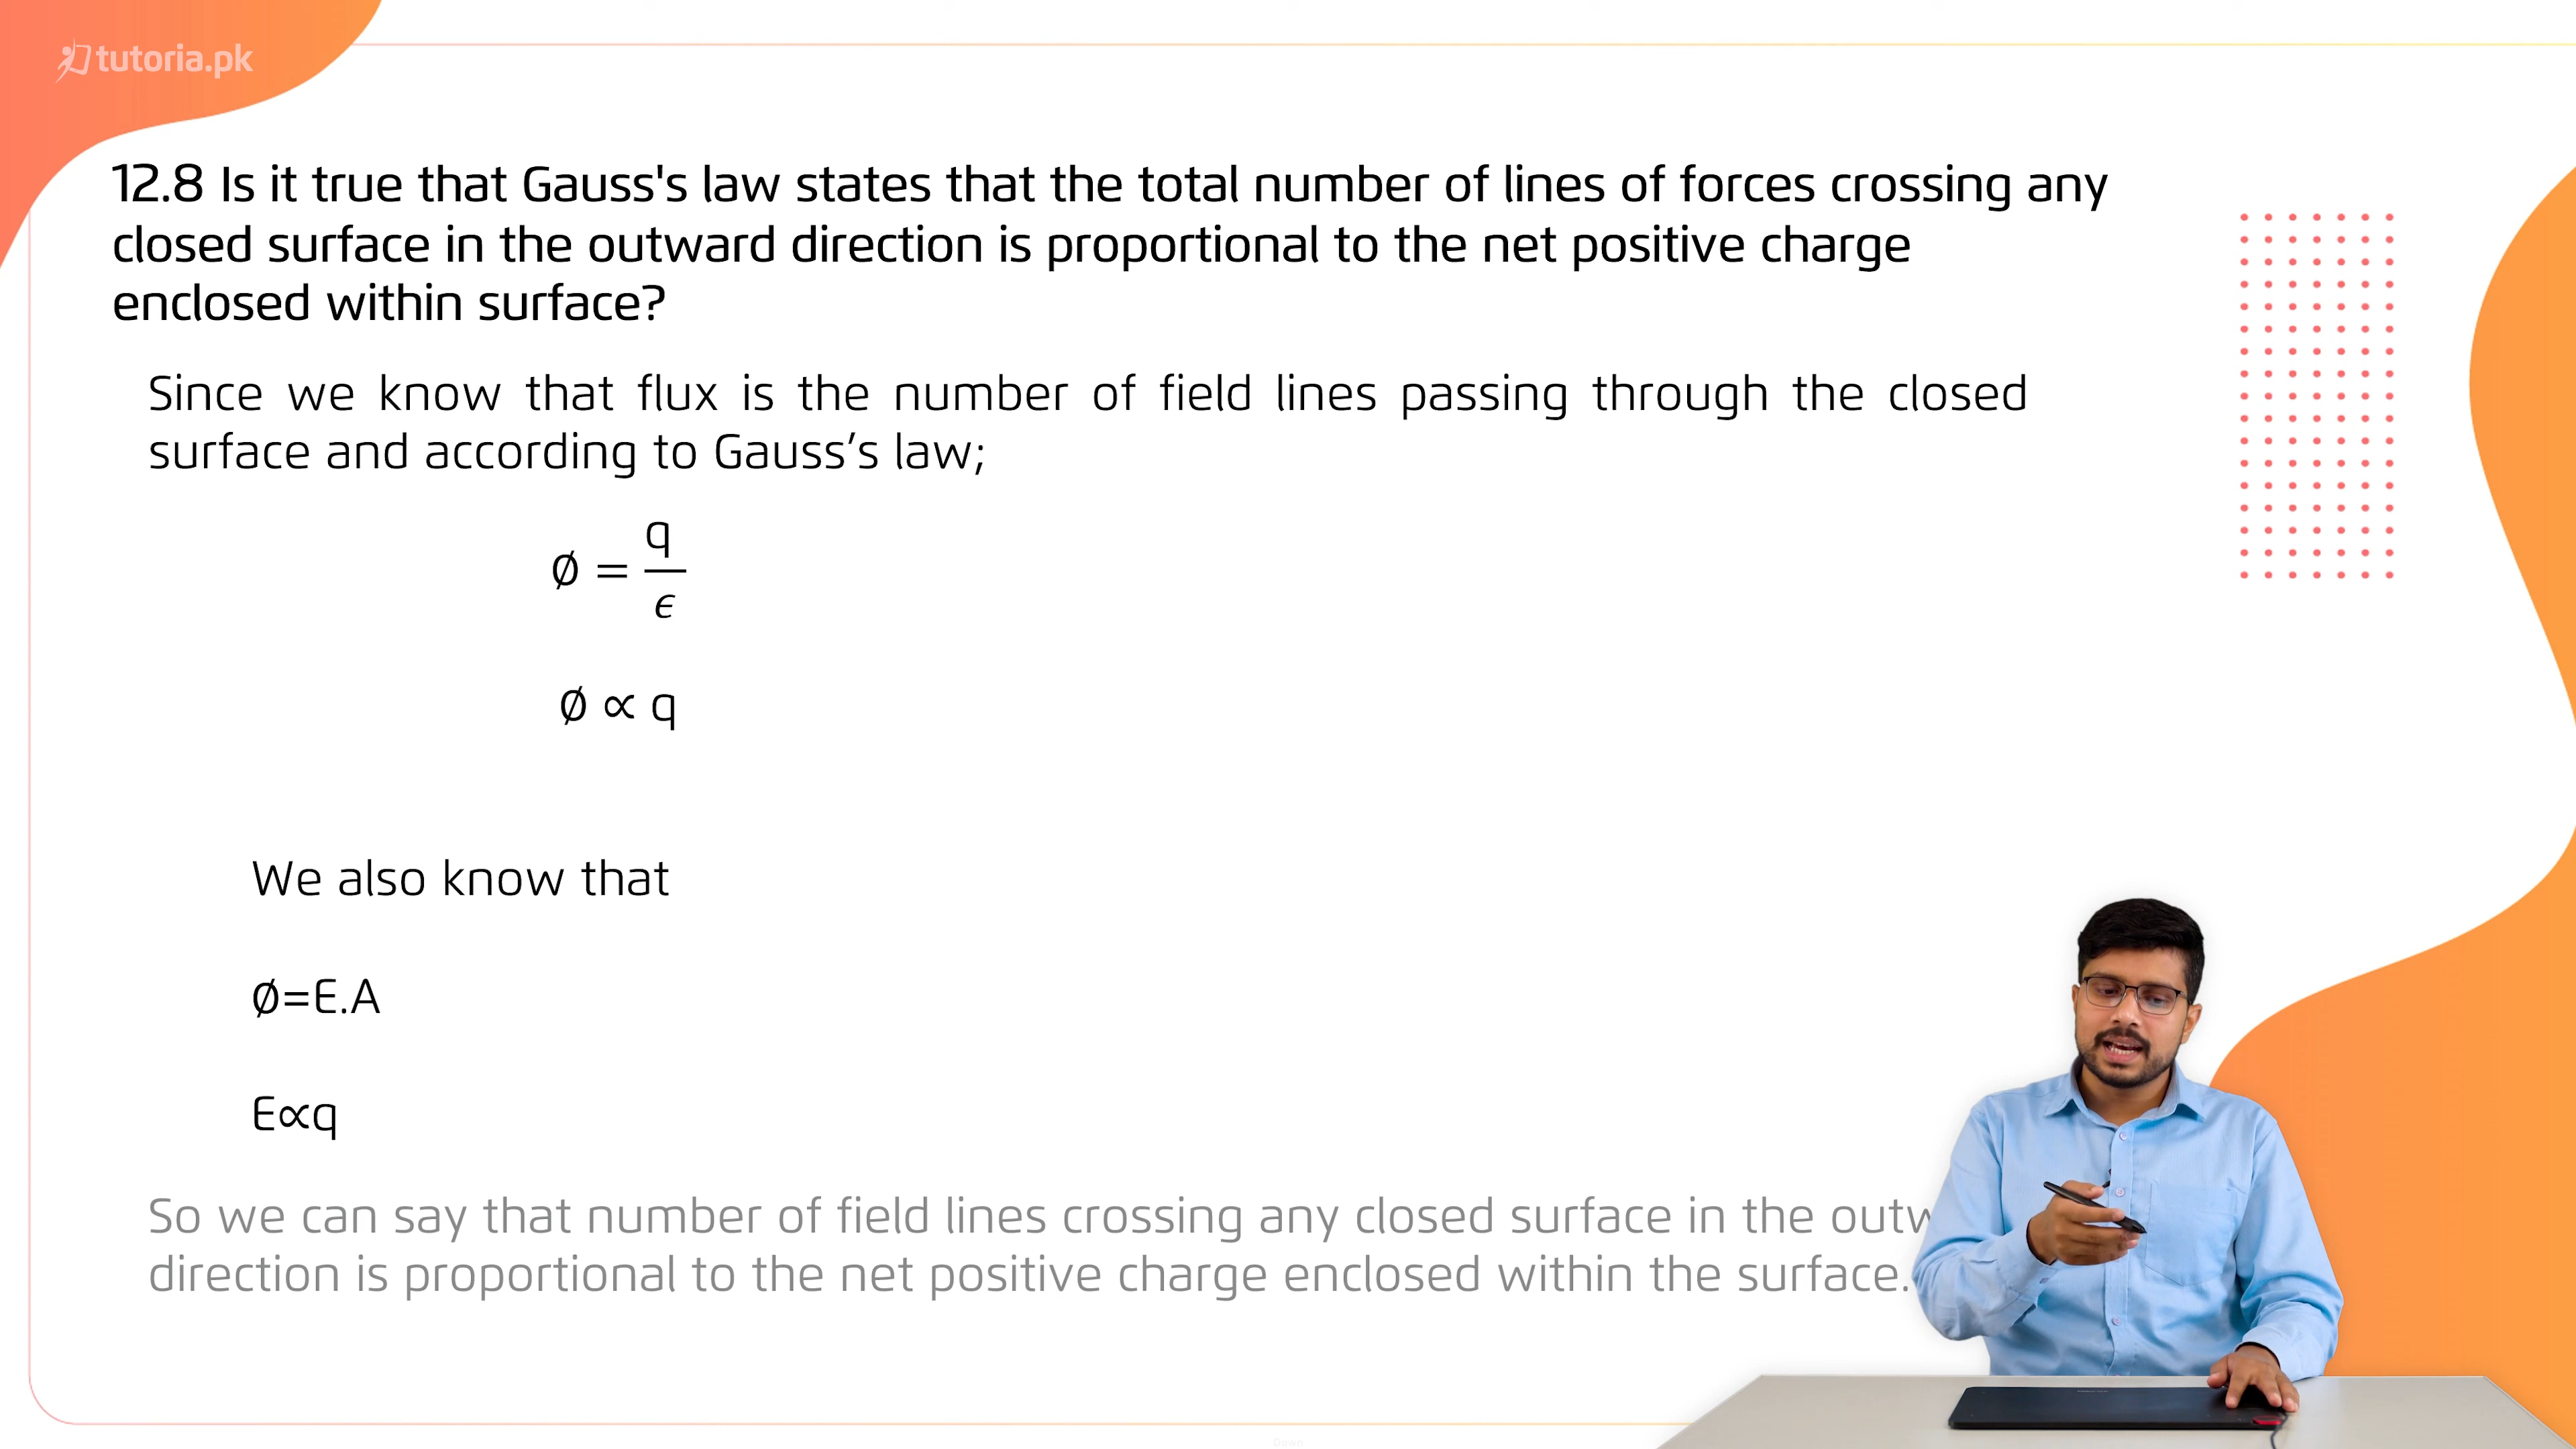 tutoria.pk
12.8 Is it true that Gauss's law states that the total number of lines of forces crossing any
closed surface in the outward direction is proportional to the net positive charge
enclosed within surface?
Since we know that flux is the number of field lines passing through the closed
surface and according to Gauss’s law;
∅ = q/ϵ
∅ ∝ q
We also know that
∅=E.A
E∝q
So we can say that number of field lines crossing any closed surface in the
direction is proportional to the net positive charge enclosed within the surface.